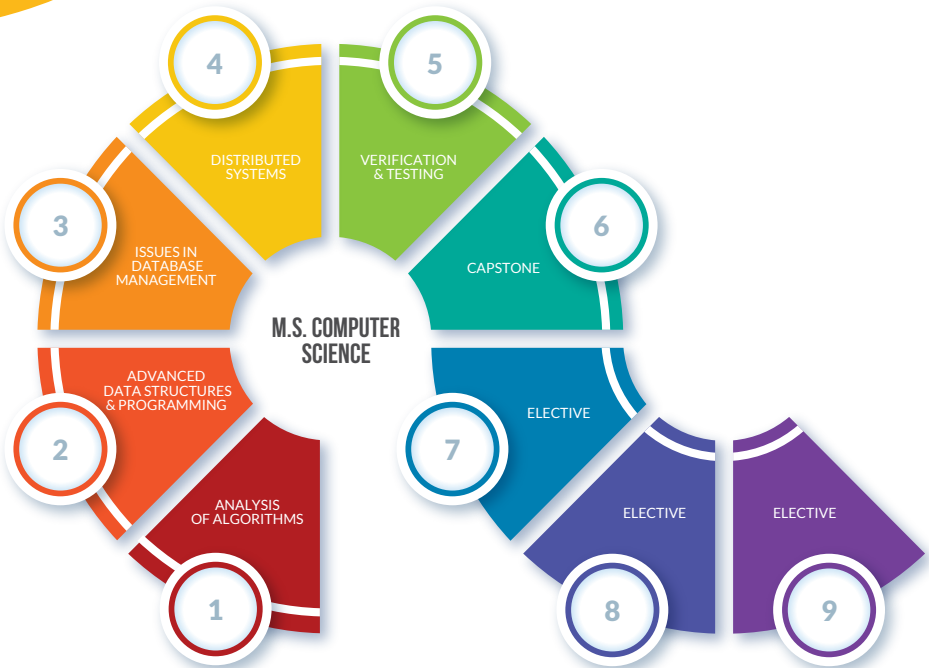 4
5
DISTRIBUTED
SYSTEMS
VERIFICATION
& TESTING
3
6
ISSUES IN
DATABASE
MANAGEMENT
CAPSTONE
M.S. COMPUTER
SCIENCE
ADVANCED
DATA STRUCTURES
& PROGRAMMING
ELECTIVE
2
7
ANALYSIS
OF ALGORITHMS
ELECTIVE
ELECTIVE
1
8
9